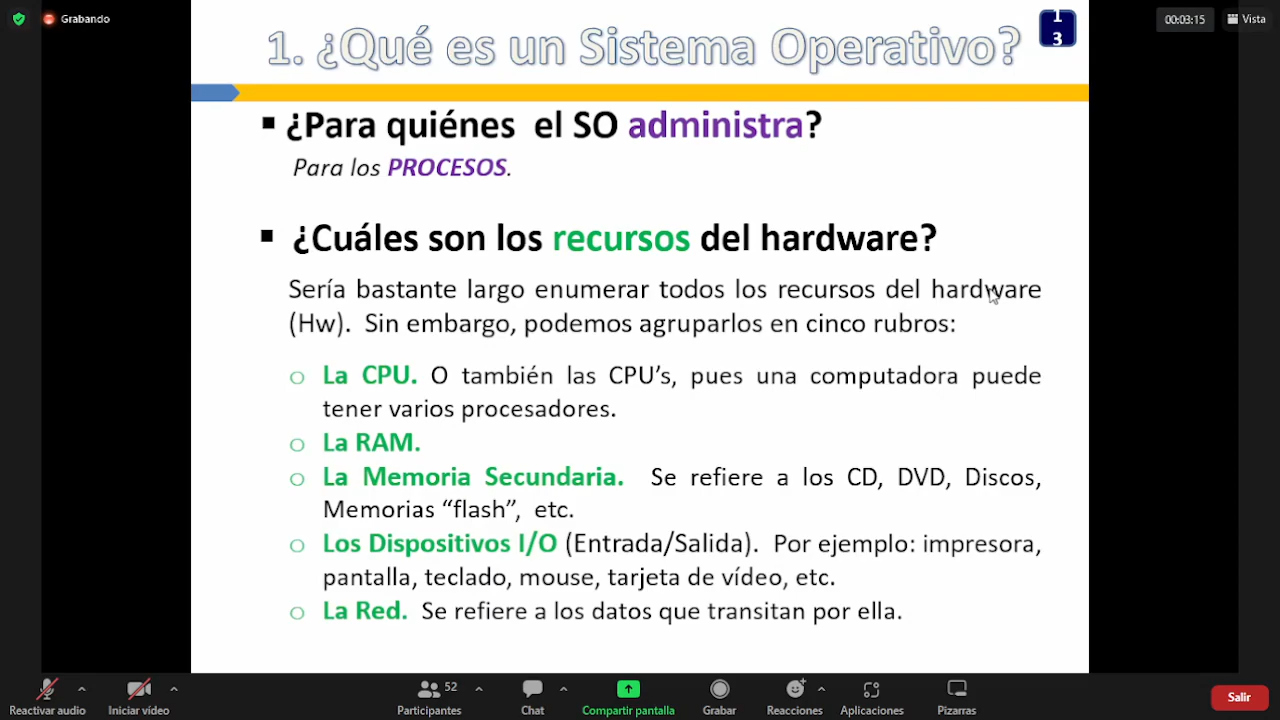 Grabando
00:03:15
Vista
1. ¿Qué es un Sistema Operativo?
1
3
▪ ¿Para quiénes el SO administra?
Para los PROCESOS.
▪ ¿Cuáles son los recursos del hardware?
Sería bastante largo enumerar todos los recursos del hardware
(Hw). Sin embargo, podemos agruparlos en cinco rubros:
o La CPU. O también las CPU's, pues una computadora puede
tener varios procesadores.
o La RAM.
o La Memoria Secundaria. Se refiere a los CD, DVD, Discos,
Memorias “flash”, etc.
o Los Dispositivos I/O (Entrada/Salida). Por ejemplo: impresora,
pantalla, teclado, mouse, tarjeta de vídeo, etc.
o La Red. Se refiere a los datos que transitan por ella.
Reactivar audio
Iniciar vídeo
52
Participantes
Chat
Compartir pantalla
Grabar
Reacciones
Aplicaciones
Pizarras
Salir